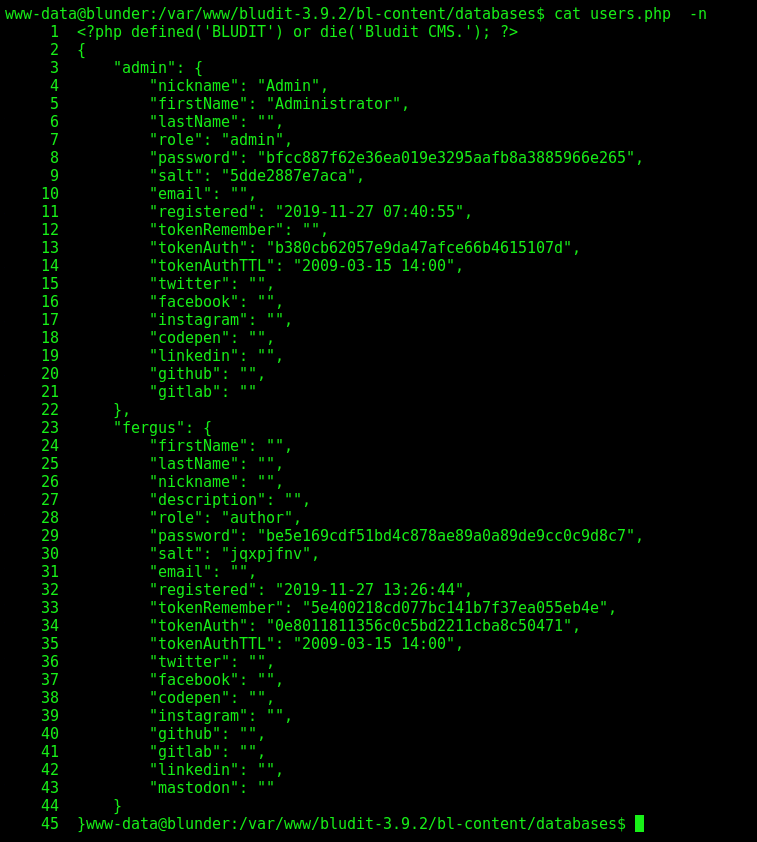 www-data@blunder:/var/www/bludit-3.9.2/bl-content/databases$ cat users.php  -n
     1  <?php defined('BLUDIT') or die('Bludit CMS.'); ?>
     2  {
     3      "admin": {
     4          "nickname": "Admin",
     5          "firstName": "Administrator",
     6          "lastName": "",
     7          "role": "admin",
     8          "password": "bfcc887f62e36ea019e3295aafb8a3885966e265",
     9          "salt": "5dde2887e7aca",
    10          "email": "",
    11          "registered": "2019-11-27 07:40:55",
    12          "tokenRemember": "",
    13          "tokenAuth": "b380cb62057e9da47afce66b4615107d",
    14          "tokenAuthTTL": "2009-03-15 14:00",
    15          "twitter": "",
    16          "facebook": "",
    17          "instagram": "",
    18          "codepen": "",
    19          "linkedin": "",
    20          "github": "",
    21          "gitlab": ""
    22      },
    23      "fergus": {
    24          "firstName": "",
    25          "lastName": "",
    26          "nickname": "",
    27          "description": "",
    28          "role": "author",
    29          "password": "be5e169cdf51bd4c878ae89a0a89de9cc0c9d8c7",
    30          "salt": "jqxpjfnv",
    31          "email": "",
    32          "registered": "2019-11-27 13:26:44",
    33          "tokenRemember": "5e400218cd077bc141b7f37ea055eb4e",
    34          "tokenAuth": "0e8011811356c0c5bd2211cba8c50471",
    35          "tokenAuthTTL": "2009-03-15 14:00",
    36          "twitter": "",
    37          "facebook": "",
    38          "codepen": "",
    39          "instagram": "",
    40          "github": "",
    41          "gitlab": "",
    42          "linkedin": "",
    43          "mastodon": ""
    44      }
    45  }www-data@blunder:/var/www/bludit-3.9.2/bl-content/databases$